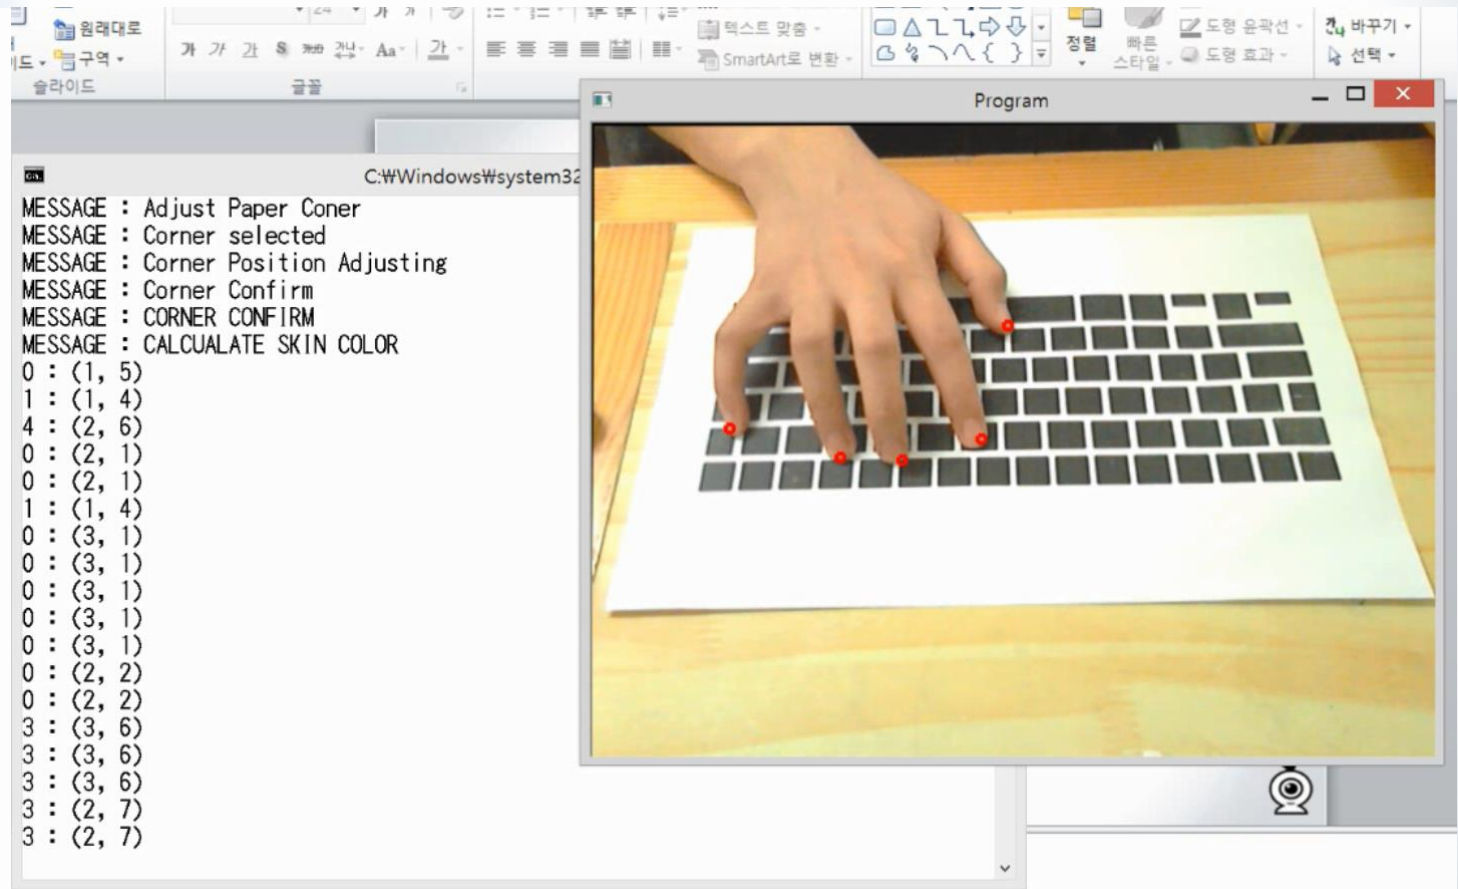 24
가 가
원래대로
텍스트 맞춤
바꾸기
도형 윤곽선
이드
구역
가 가 가 S 가나 Aa 가
SmartArt로 변환
정렬
빠른
스타일
도형 효과
선택
슬라이드
글꼴
Program
C:₩Windows₩system32
MESSAGE : Adjust Paper Coner
MESSAGE : Corner selected
MESSAGE : Corner Position Adjusting
MESSAGE : Corner Confirm
MESSAGE : CORNER CONFIRM
MESSAGE : CALCUALATE SKIN COLOR
0 : (1, 5)
1 : (1, 4)
4 : (2, 6)
0 : (2, 1)
0 : (2, 1)
1 : (1, 4)
0 : (3, 1)
0 : (3, 1)
0 : (3, 1)
0 : (3, 1)
0 : (3, 1)
0 : (2, 2)
0 : (2, 2)
3 : (3, 6)
3 : (3, 6)
3 : (3, 6)
3 : (2, 7)
3 : (2, 7)